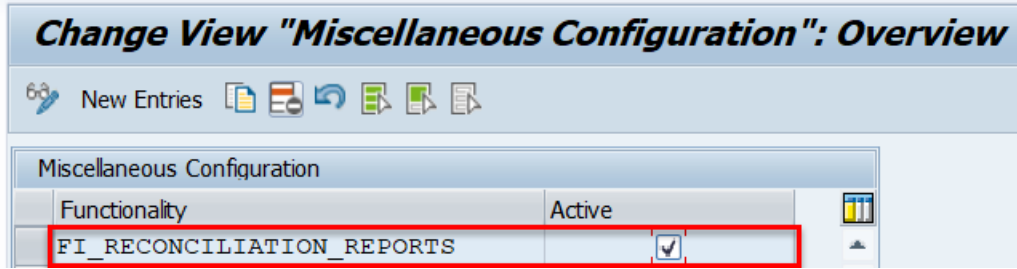 Change View "Miscellaneous Configuration": Overview
New Entries
Miscellaneous Configuration
Functionality Active
FI_RECONCILIATION_REPORTS